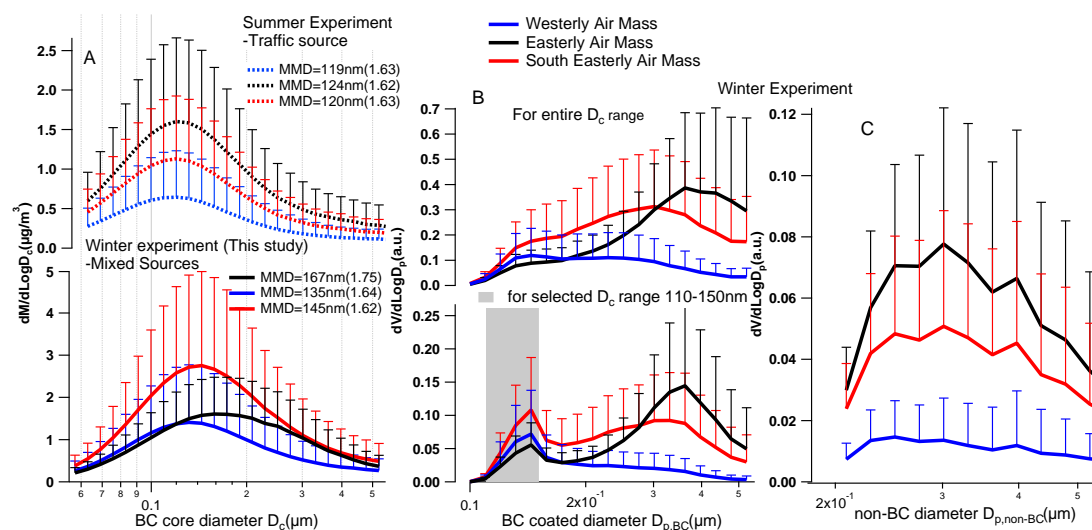 Westerly Air Mass
Easterly Air Mass
South Easterly Air Mass
A
Summer Experiment
-Traffic source
MMD=119nm(1.63)
MMD=124nm(1.62)
MMD=120nm(1.63)
2.5
2.0
1.5
1.0
0.5
0.0
dM/dLogDc(µg/m³)
Winter experiment (This study)
-Mixed Sources
MMD=167nm(1.75)
MMD=135nm(1.64)
MMD=145nm(1.62)
5
4
3
2
1
0
6 7 8 9 0.1 2 3 4 5
BC core diameter Dc(µm)
B
For entire Dc range
0.7
0.6
0.5
0.4
0.3
0.2
0.1
0.0
dV/dLogDp(a.u.)
for selected Dc range 110-150nm
0.25
0.20
0.15
0.10
0.05
0.00
0.1 2x10-1 3 4 5
BC coated diameter Dp,BC(µm)
Winter Experiment
C
0.12
0.10
0.08
0.06
0.04
0.02
0.00
dV/dLogDp(a.u.)
2x10-1 3 4 5
non-BC diameter Dp,non-BC(µm)